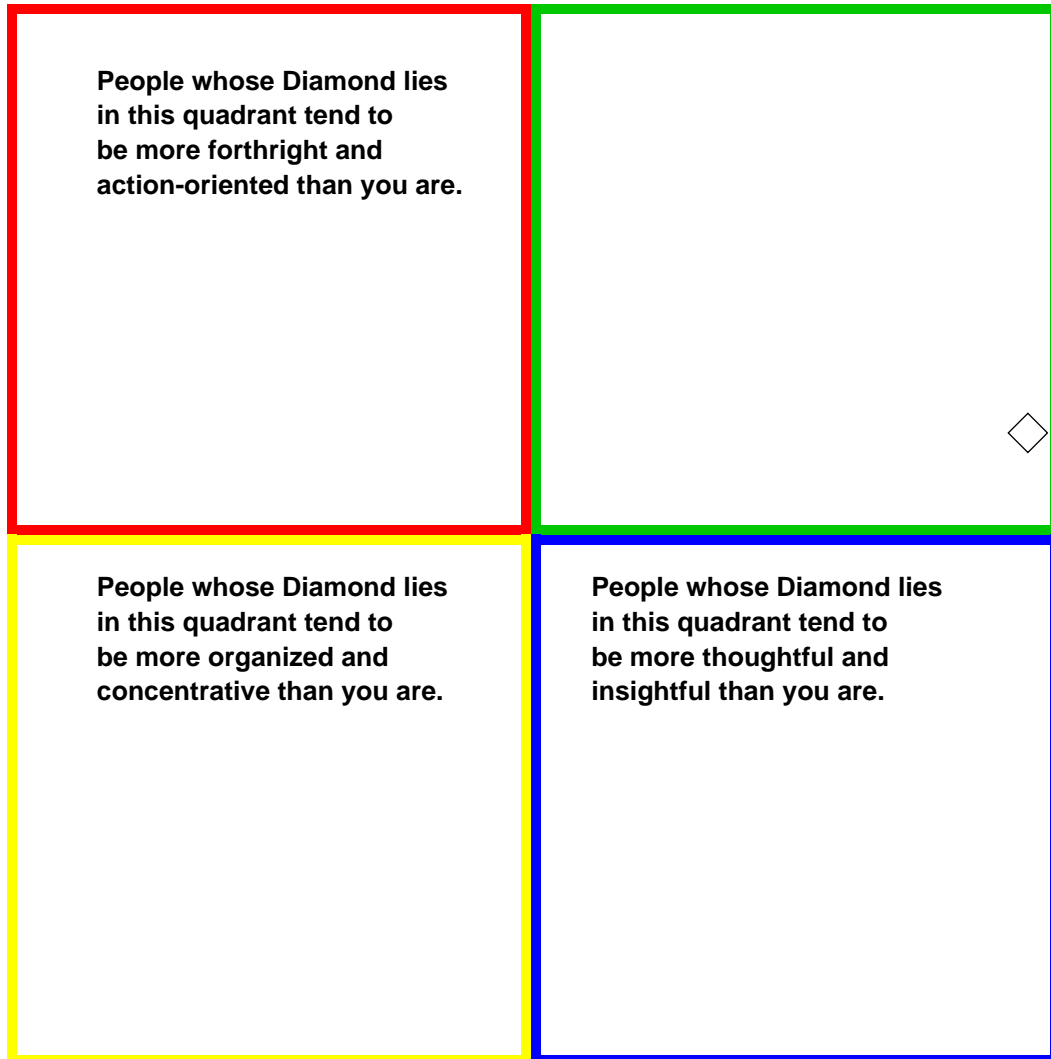 People whose Diamond lies
in this quadrant tend to
be more forthright and
action-oriented than you are.
People whose Diamond lies
in this quadrant tend to
be more organized and
concentrative than you are.
People whose Diamond lies
in this quadrant tend to
be more thoughtful and
insightful than you are.